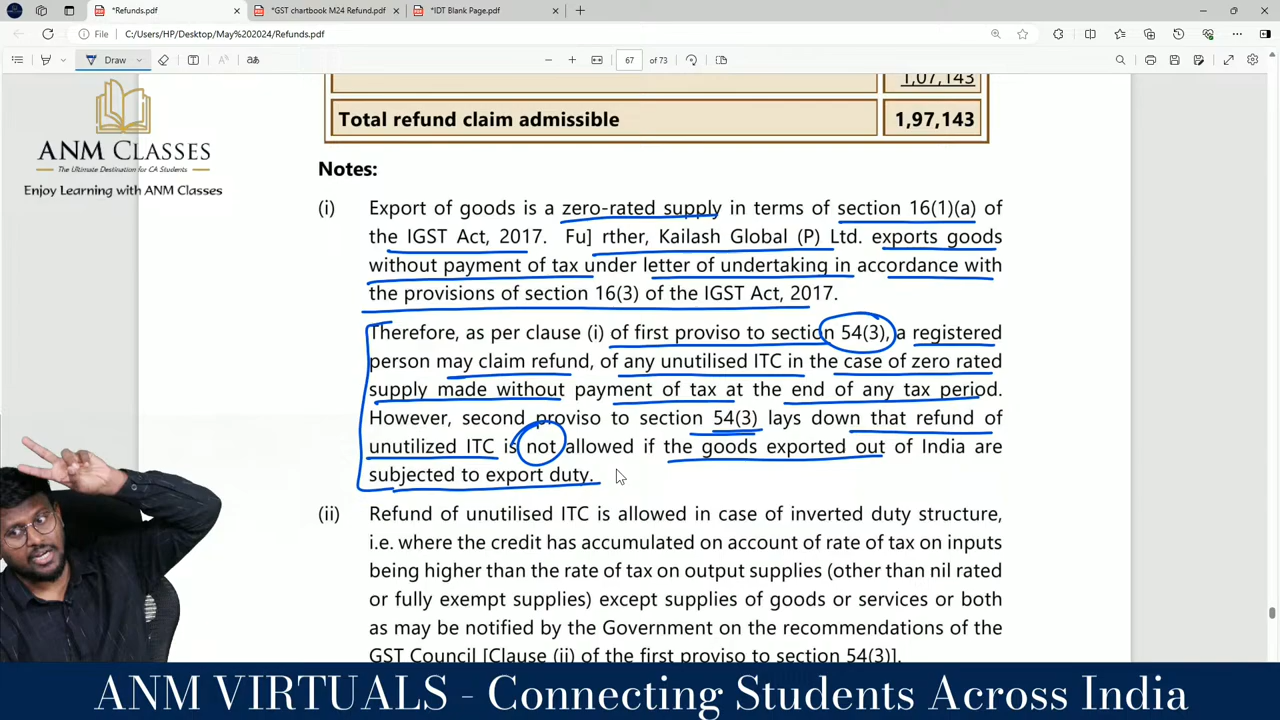 *Refunds.pdf
*GST chartbook M24 Refund.pdf
*IDT Blank Page.pdf
File
C:/Users/HP/Desktop/May%202024/Refunds.pdf
Draw
67 of 73
ANM CLASSES
The Ultimate Destination for CA Students
Enjoy Learning with ANM Classes
1,07,143
Total refund claim admissible 1,97,143
Notes:
(i) Export of goods is a zero-rated supply in terms of section 16(1)(a) of
the IGST Act, 2017. Fu] rther, Kailash Global (P) Ltd. exports goods
without payment of tax under letter of undertaking in accordance with
the provisions of section 16(3) of the IGST Act, 2017.
Therefore, as per clause (i) of first proviso to section 54(3), a registered
person may claim refund, of any unutilised ITC in the case of zero rated
supply made without payment of tax at the end of any tax period.
However, second proviso to section 54(3) lays down that refund of
unutilized ITC is not allowed if the goods exported out of India are
subjected to export duty.
(ii) Refund of unutilised ITC is allowed in case of inverted duty structure,
i.e. where the credit has accumulated on account of rate of tax on inputs
being higher than the rate of tax on output supplies (other than nil rated
or fully exempt supplies) except supplies of goods or services or both
as may be notified by the Government on the recommendations of the
GST Council [Clause (ii) of the first proviso to section 54(3)].
ANM VIRTUALS - Connecting Students Across India